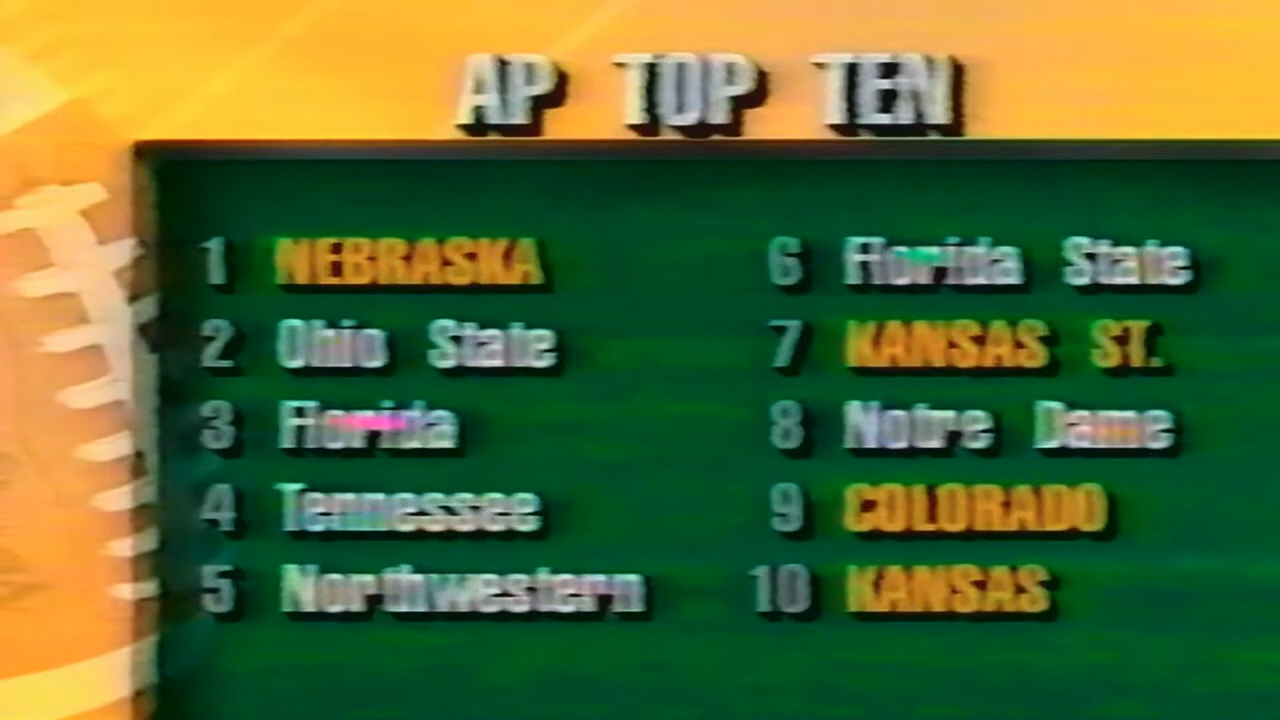 AP TOP TEN
1 NEBRASKA
2 Ohio State
3 Florida
4 Tennessee
5 Northwestern
6 Florida State
7 KANSAS ST.
8 Notre Dame
9 COLORADO
10 KANSAS